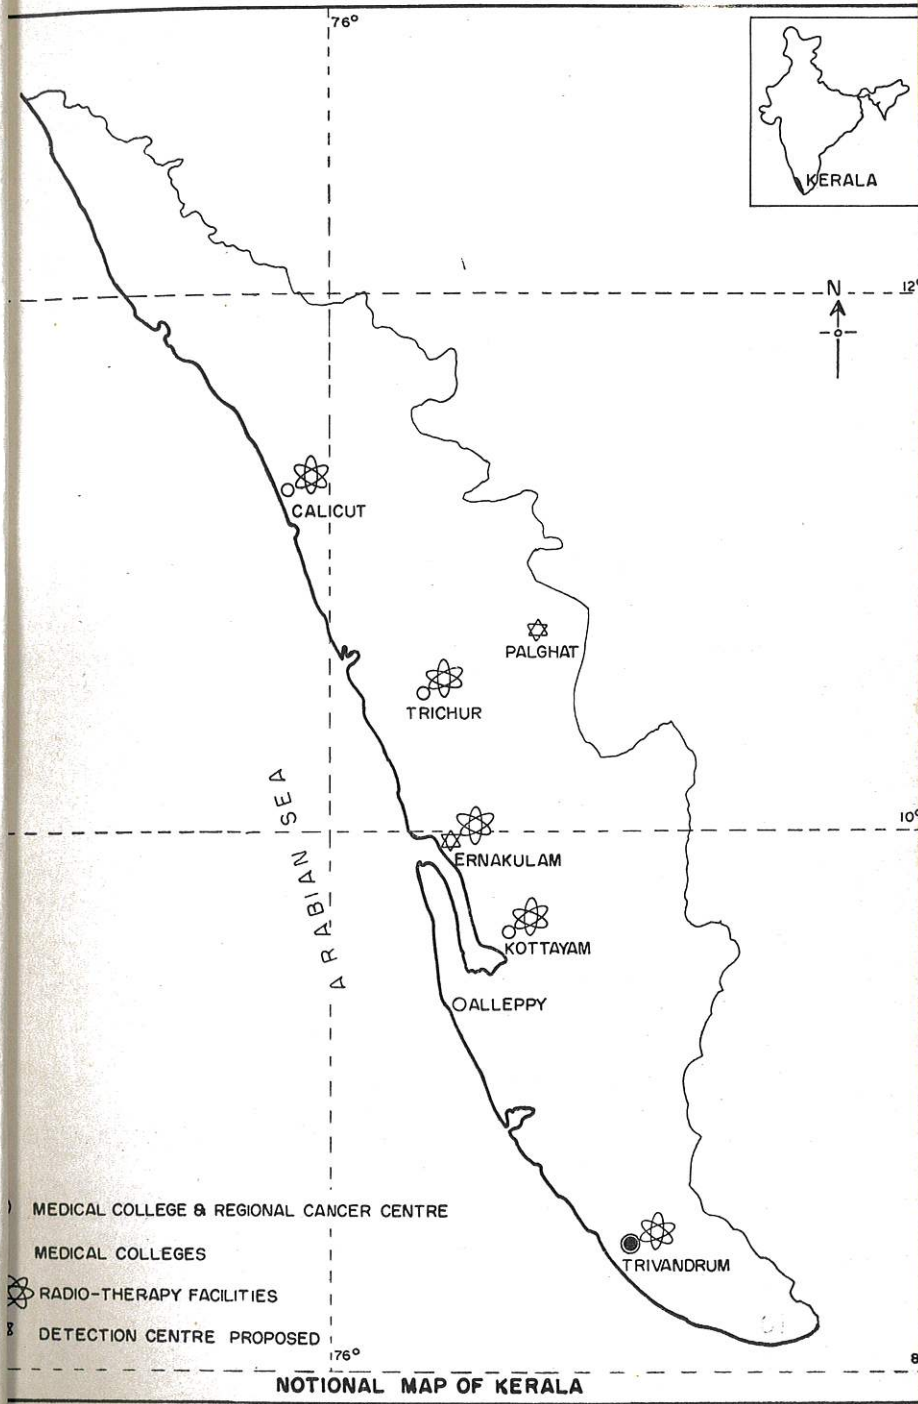 76°
KERALA
N
12°
CALICUT
PALGHAT
TRICHUR
ARABIAN SEA
10°
ERNAKULAM
KOTTAYAM
ALLEPPY
TRIVANDRUM
MEDICAL COLLEGE & REGIONAL CANCER CENTRE
MEDICAL COLLEGES
RADIO-THERAPY FACILITIES
DETECTION CENTRE PROPOSED
76°
8
NOTIONAL MAP OF KERALA